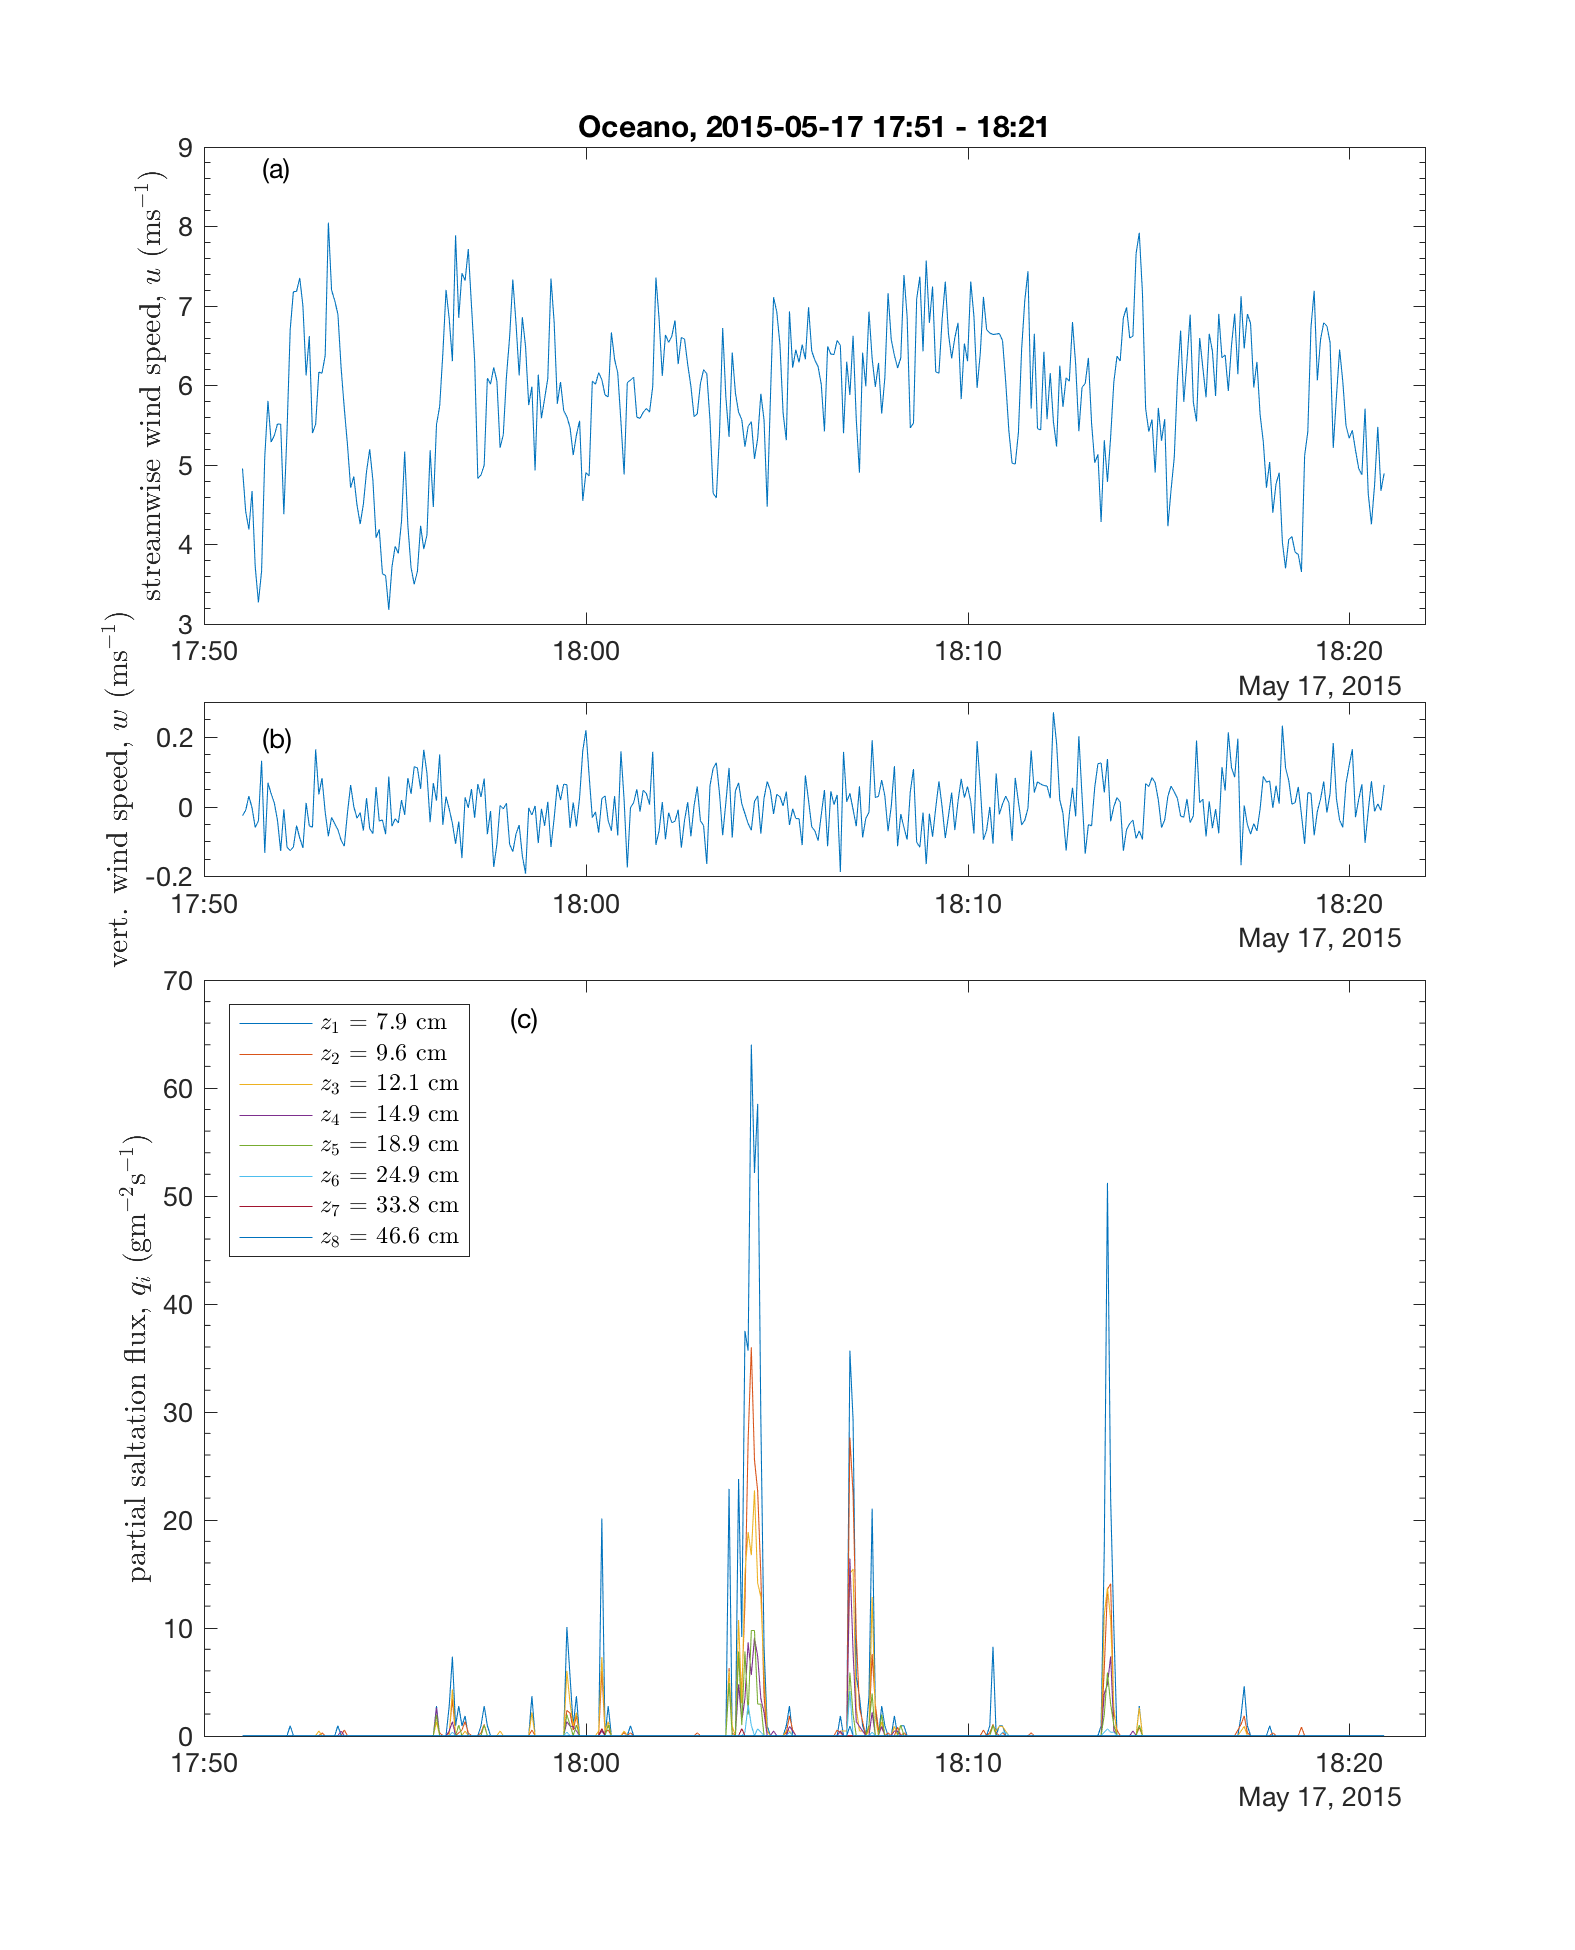 Oceano, 2015-05-17 17:51 - 18:21
(a)
streamwise wind speed, u (ms⁻¹)
9
8
7
6
5
4
3
17:50 18:00 18:10 18:20
May 17, 2015
(b)
vert. wind speed, w (ms⁻¹)
0.2
0
-0.2
17:50 18:00 18:10 18:20
May 17, 2015
(c)
partial saltation flux, qᵢ (gm⁻²s⁻¹)
70
60
50
40
30
20
10
0
z₁ = 7.9 cm
z₂ = 9.6 cm
z₃ = 12.1 cm
z₄ = 14.9 cm
z₅ = 18.9 cm
z₆ = 24.9 cm
z₇ = 33.8 cm
z₈ = 46.6 cm
17:50 18:00 18:10 18:20
May 17, 2015